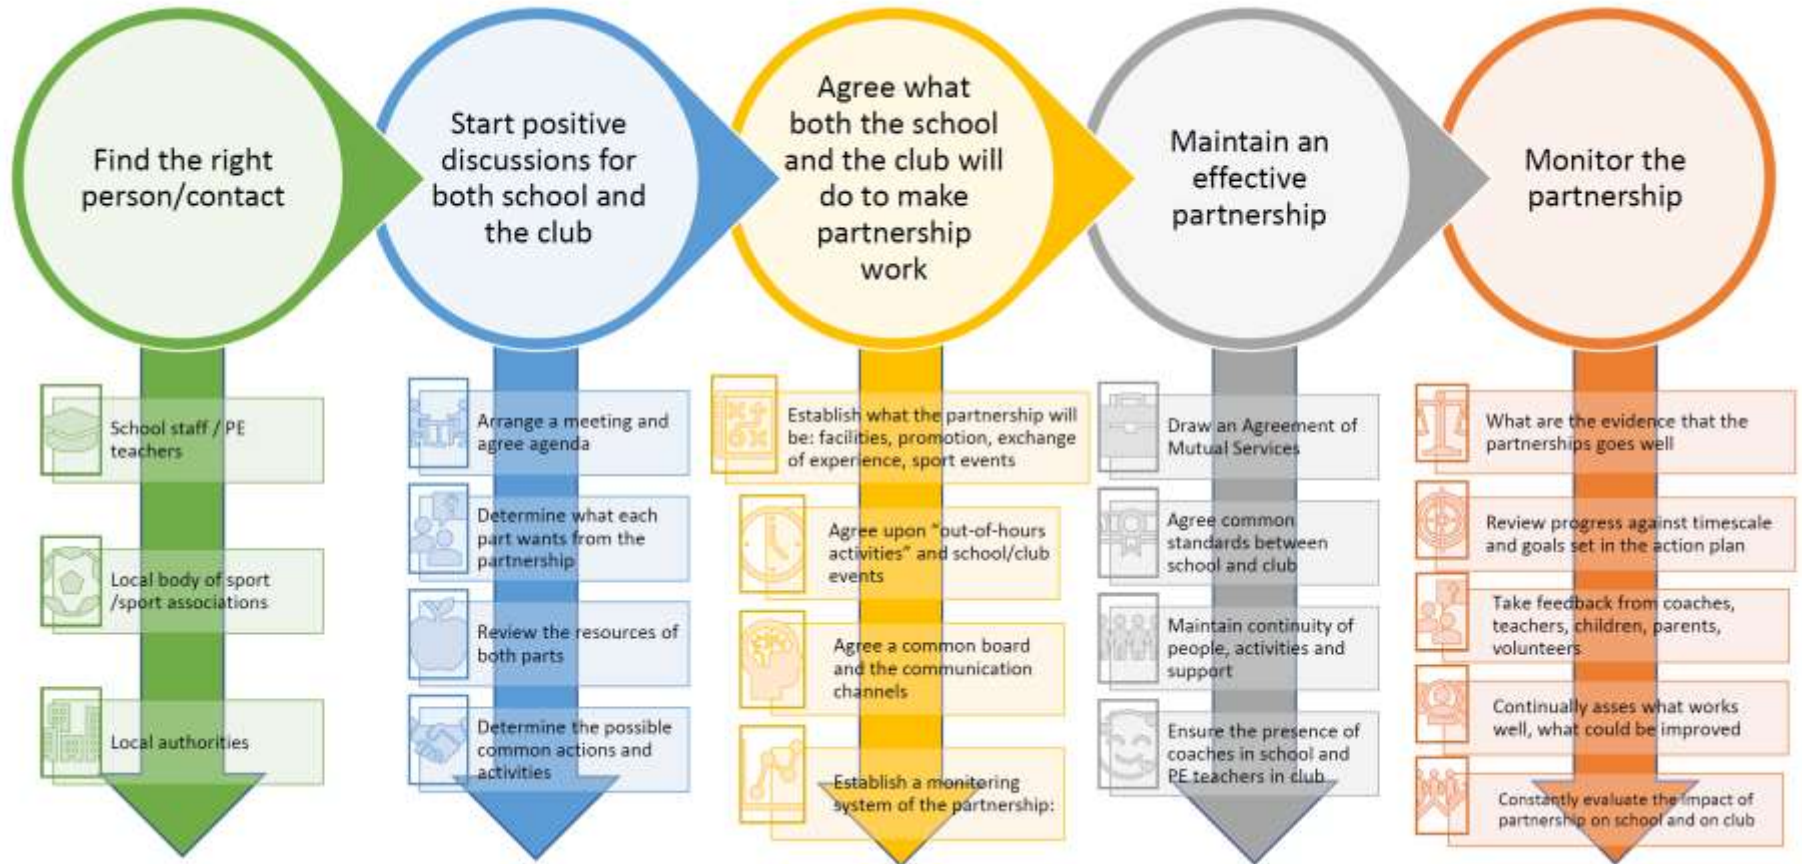 Find the right
person/contact
School staff / PE
teachers
Local body of sport
/sport associations
Local authorities
Start positive
discussions for
both school and
the club
Arrange a meeting and
agree agenda
Determine what each
part wants from the
partnership
Review the resources of
both parts
Determine the possible
common actions and
activities
Agree what
both the school
and the club will
do to make
partnership
work
Establish what the partnership will
be: facilities, promotion, exchange
of experience, sport events
Agree upon "out-of-hours
activities" and school/club
events
Agree a common board
and the communication
channels
Establish a monitoring
system of the partnership:
Maintain an
effective
partnership
Draw an Agreement of
Mutual Services
Agree common
standards between
school and club
Maintain continuity of
people, activities and
support
Ensure the presence of
coaches in school and
PE teachers in club
Monitor the
partnership
What are the evidence that the
partnerships goes well
Review progress against timescale
and goals set in the action plan
Take feedback from coaches,
teachers, children, parents,
volunteers
Continually asses what works
well, what could be improved
Constantly evaluate the impact of
partnership on school and on club